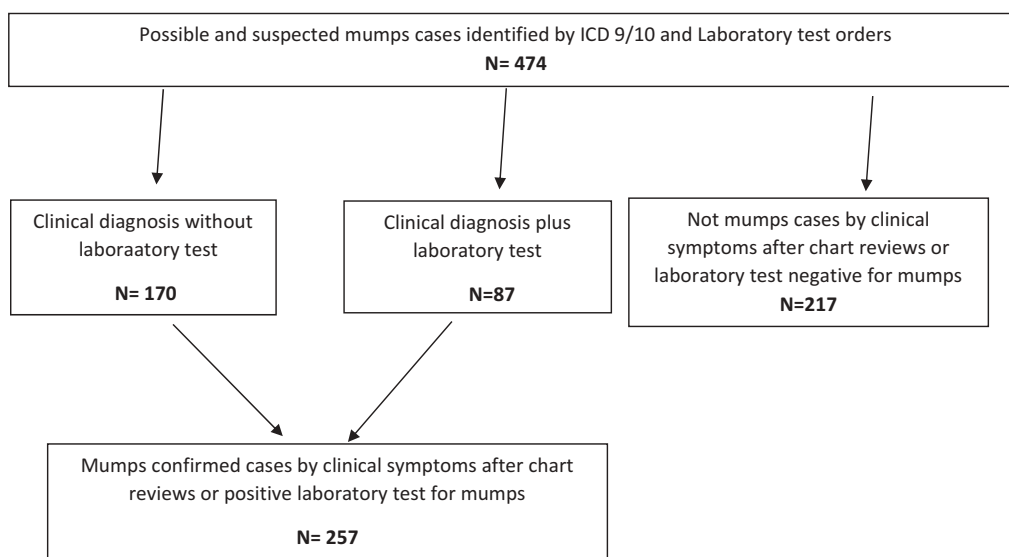 Possible and suspected mumps cases identified by ICD 9/10 and Laboratory test orders
N= 474
Clinical diagnosis without
laboraatory test
N= 170
Clinical diagnosis plus
laboratory test
N=87
Not mumps cases by clinical
symptoms after chart reviews or
laboratory test negative for mumps
N=217
Mumps confirmed cases by clinical symptoms after chart
reviews or positive laboratory test for mumps
N= 257